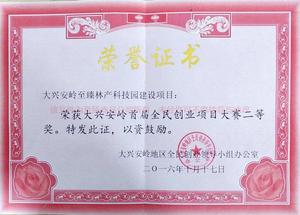 荣誉证书
大兴安岭至臻林产科技园建设项目：
荣获大兴安岭首届全民创业项目大赛二等
奖。特发此证，以资鼓励。
大兴安岭地区全民创业领导小组办公室
二〇一六年十月十七日